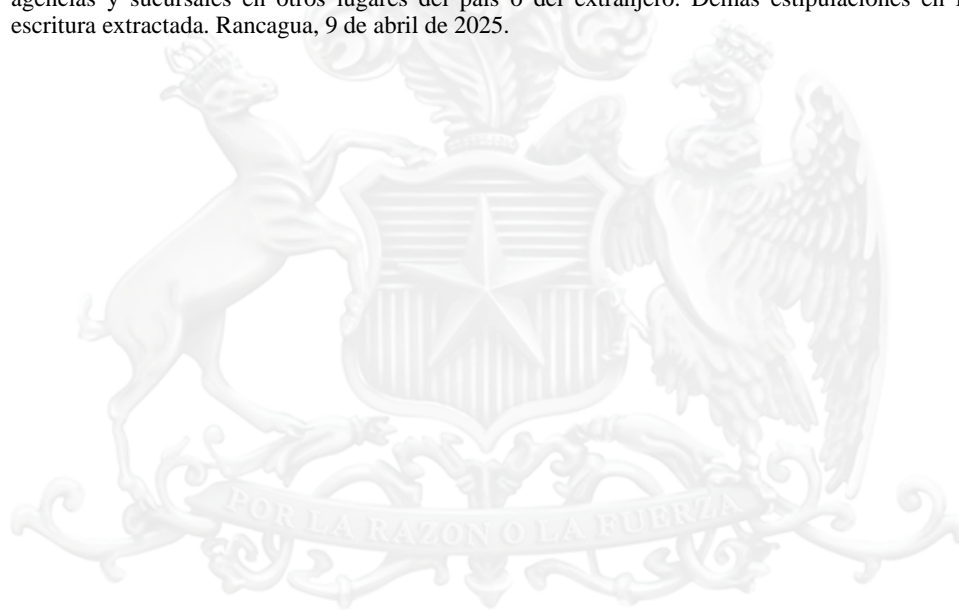 agencias y sucursales en otros lugares del país o del extranjero. Demás estipulaciones en
escritura extractada. Rancagua, 9 de abril de 2025.
POR LA RAZON O LA FUERZA